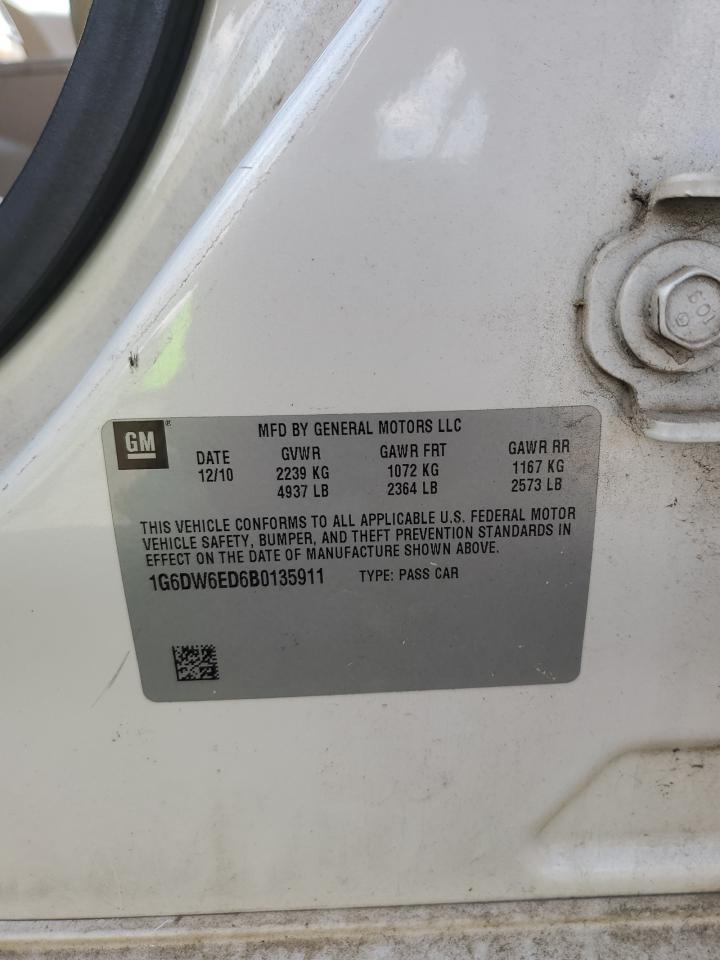 GM ®
MFD BY GENERAL MOTORS LLC
DATE GVWR GAWR FRT GAWR RR
12/10 2239 KG 1072 KG 1167 KG
4937 LB 2364 LB 2573 LB
THIS VEHICLE CONFORMS TO ALL APPLICABLE U.S. FEDERAL MOTOR
VEHICLE SAFETY, BUMPER, AND THEFT PREVENTION STANDARDS IN
EFFECT ON THE DATE OF MANUFACTURE SHOWN ABOVE.
1G6DW6ED6B0135911 TYPE: PASS CAR